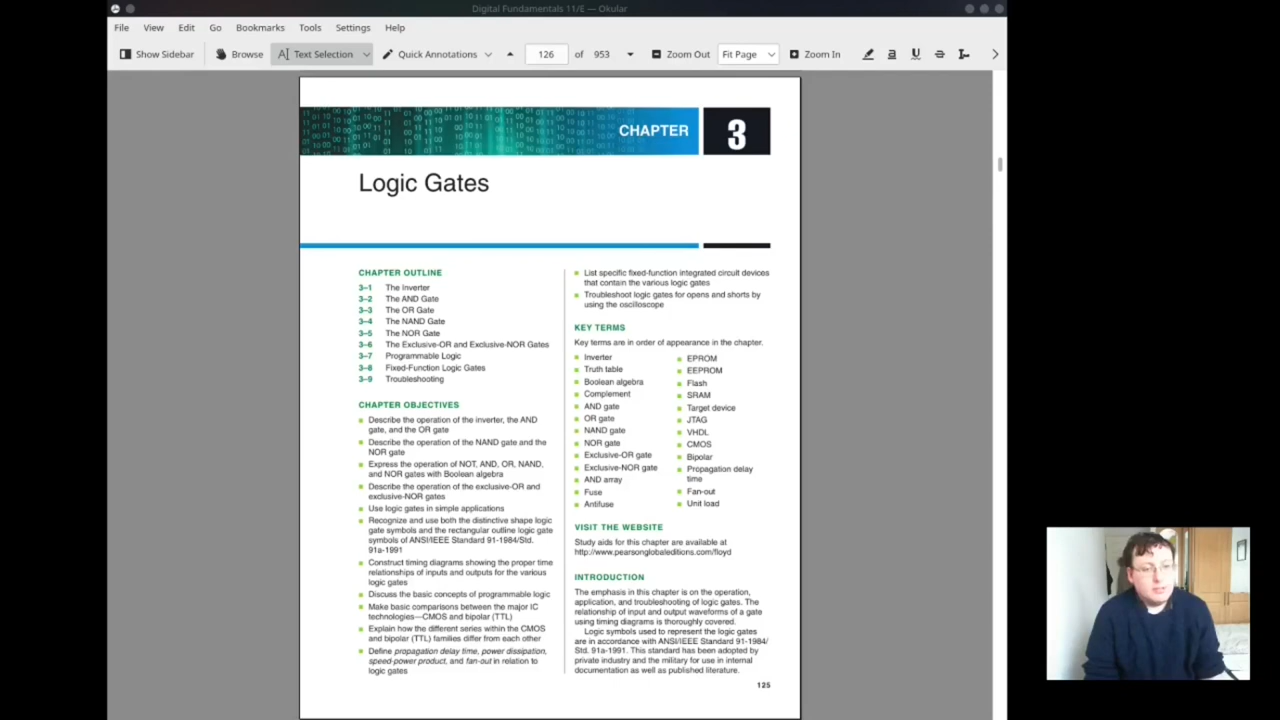 Digital Fundamentals 11/E — Okular
File View Edit Go Bookmarks Tools Settings Help
Show Sidebar Browse Text Selection Quick Annotations 126 of 953 Zoom Out Fit Page Zoom In
CHAPTER 3
Logic Gates
CHAPTER OUTLINE
3–1 The Inverter
3–2 The AND Gate
3–3 The OR Gate
3–4 The NAND Gate
3–5 The NOR Gate
3–6 The Exclusive-OR and Exclusive-NOR Gates
3–7 Programmable Logic
3–8 Fixed-Function Logic Gates
3–9 Troubleshooting
CHAPTER OBJECTIVES
Describe the operation of the inverter, the AND
gate, and the OR gate
Describe the operation of the NAND gate and the
NOR gate
Express the operation of NOT, AND, OR, NAND,
and NOR gates with Boolean algebra
Describe the operation of the exclusive-OR and
exclusive-NOR gates
Use logic gates in simple applications
Recognize and use both the distinctive shape logic
gate symbols and the rectangular outline logic gate
symbols of ANSI/IEEE Standard 91-1984/Std.
91a-1991
Construct timing diagrams showing the proper time
relationships of inputs and outputs for the various
logic gates
Discuss the basic concepts of programmable logic
Make basic comparisons between the major IC
technologies—CMOS and bipolar (TTL)
Explain how the different series within the CMOS
and bipolar (TTL) families differ from each other
Define propagation delay time, power dissipation,
speed-power product, and fan-out in relation to
logic gates
List specific fixed-function integrated circuit devices
that contain the various logic gates
Troubleshoot logic gates for opens and shorts by
using the oscilloscope
KEY TERMS
Key terms are in order of appearance in the chapter.
Inverter
Truth table
Boolean algebra
Complement
AND gate
OR gate
NAND gate
NOR gate
Exclusive-OR gate
Exclusive-NOR gate
AND array
Fuse
Antifuse
EPROM
EEPROM
Flash
SRAM
Target device
JTAG
VHDL
CMOS
Bipolar
Propagation delay
time
Fan-out
Unit load
VISIT THE WEBSITE
Study aids for this chapter are available at
http://www.pearsonglobaleditions.com/floyd
INTRODUCTION
The emphasis in this chapter is on the operation,
application, and troubleshooting of logic gates. The
relationship of input and output waveforms of a gate
using timing diagrams is thoroughly covered.
Logic symbols used to represent the logic gates
are in accordance with ANSI/IEEE Standard 91-1984/
Std. 91a-1991. This standard has been adopted by
private industry and the military for use in internal
documentation as well as published literature.
125